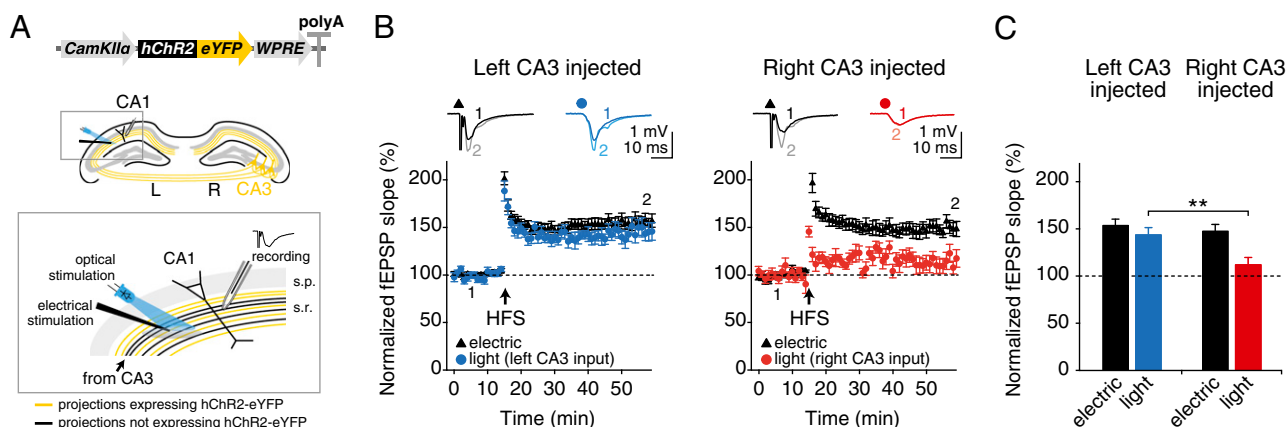 A
polyA
CamKIIα hChR2 eYFP WPRE
CA1
L R CA3
recording
optical
stimulation
CA1
electrical
stimulation
s.p.
s.r.
from CA3
projections expressing hChR2-eYFP
projections not expressing hChR2-eYFP
B
Left CA3 injected
1
2
1
2
1 mV
10 ms
Normalized fEPSP slope (%)
200
150
100
50
0
1
2
HFS
electric
light (left CA3 input)
0 10 20 30 40 50
Time (min)
Right CA3 injected
1
2
1
2
1 mV
10 ms
Normalized fEPSP slope (%)
200
150
100
50
0
1
2
HFS
electric
light (right CA3 input)
0 10 20 30 40 50
Time (min)
C
Left CA3
injected
Right CA3
injected
Normalized fEPSP slope (%)
200
150
100
50
0
**
electric
light
electric
light